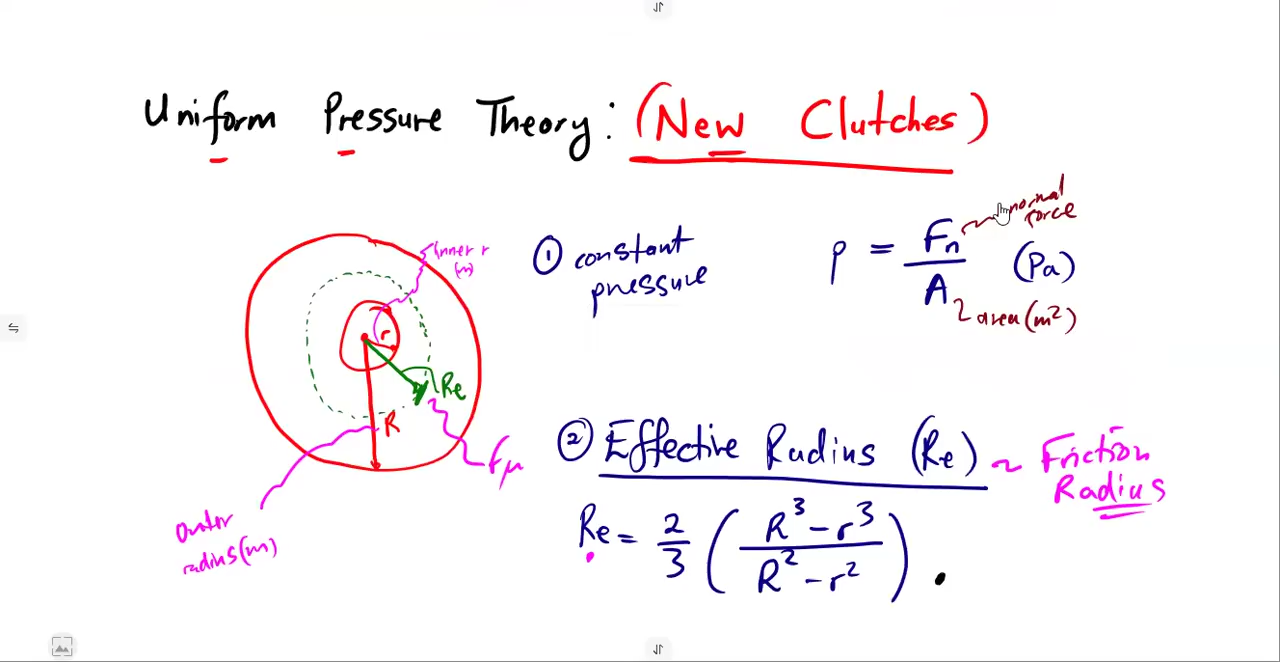 Uniform Pressure Theory: (New Clutches)
inner r
(m)
r
Re
R
Fμ
outer
radius(m)
① constant
pressure
P = Fn / A (Pa)
normal
force
area (m²)
② Effective Radius (Re) ~ Friction
Radius
Re = 2/3 (R³ - r³ / R² - r²)